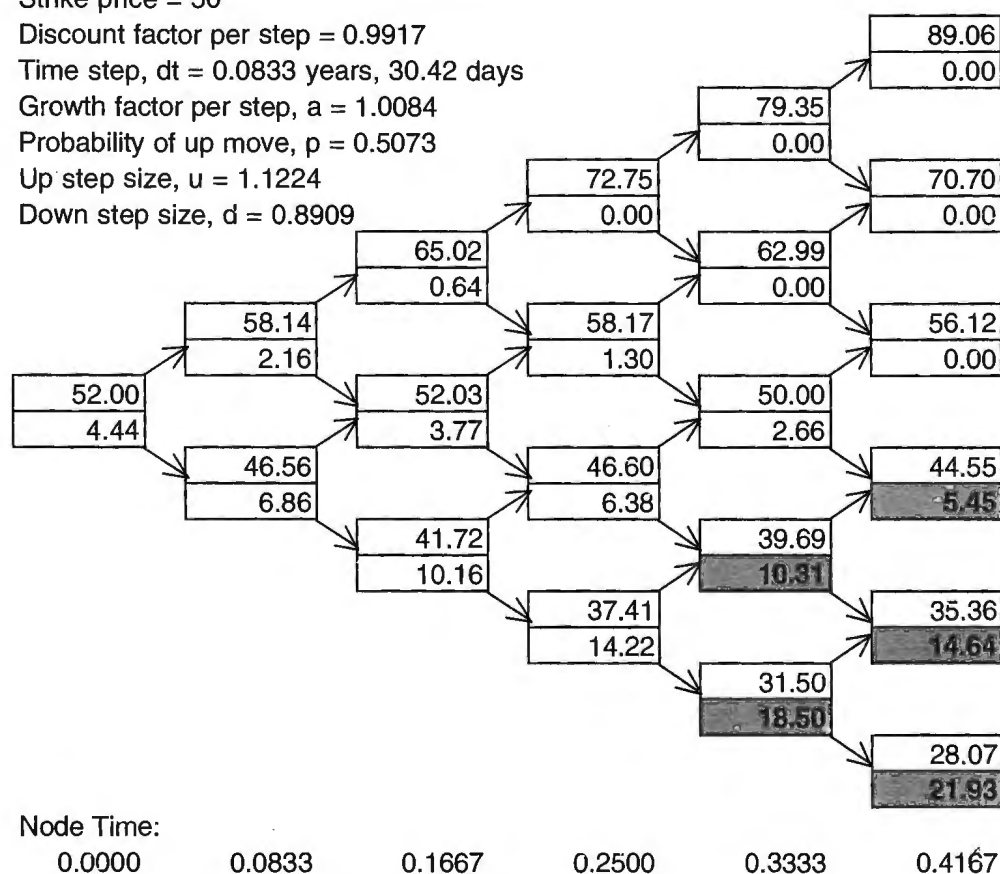 Strike price = 50
Discount factor per step = 0.9917 89.06
Time step, dt = 0.0833 years, 30.42 days 0.00
Growth factor per step, a = 1.0084 79.35
Probability of up move, p = 0.5073 0.00
Up step size, u = 1.1224 72.75 70.70
Down step size, d = 0.8909 0.00 0.00
65.02 62.99
0.64 0.00
58.14 58.17 56.12
2.16 1.30 0.00
52.00 52.03 50.00
4.44 3.77 2.66
46.56 46.60 44.55
6.86 6.38 5.45
41.72 39.69
10.16 10.31
37.41 35.36
14.22 14.64
31.50
18.50
28.07
21.93
Node Time:
0.0000 0.0833 0.1667 0.2500 0.3333 0.4167